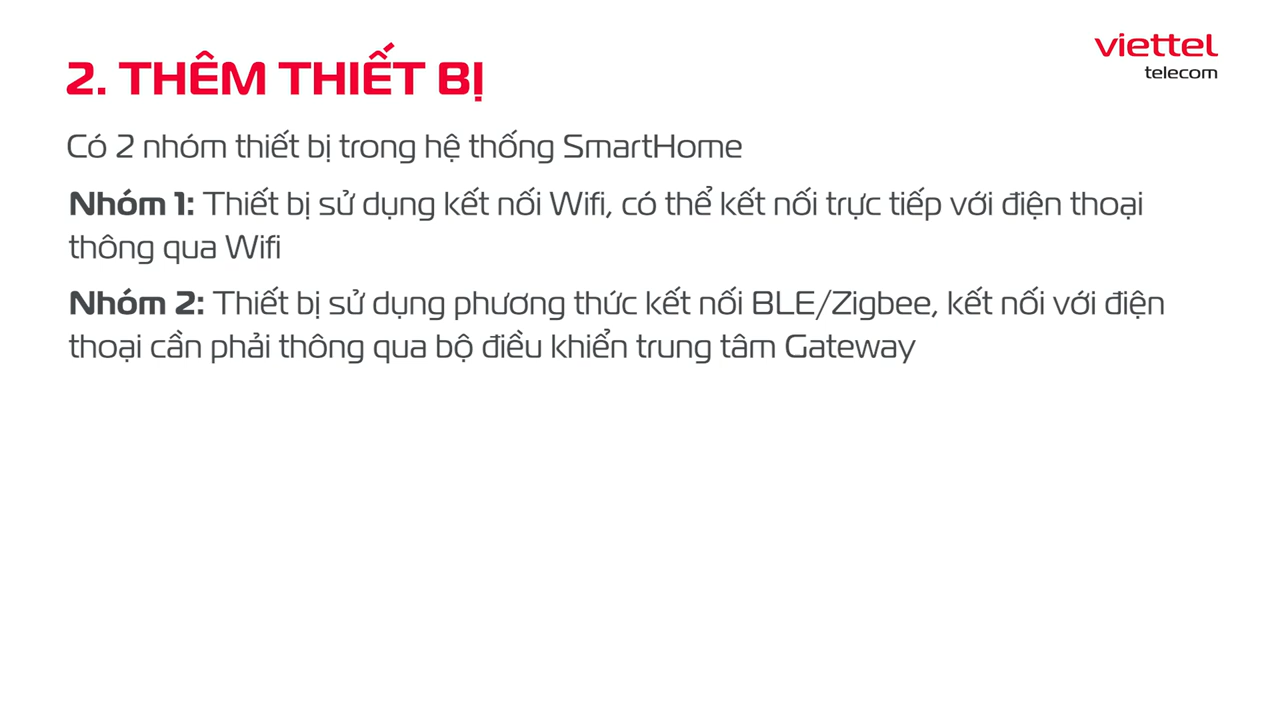 viettel
telecom
2. THÊM THIẾT BỊ
Có 2 nhóm thiết bị trong hệ thống SmartHome
Nhóm 1: Thiết bị sử dụng kết nối Wifi, có thể kết nối trực tiếp với điện thoại
thông qua Wifi
Nhóm 2: Thiết bị sử dụng phương thức kết nối BLE/Zigbee, kết nối với điện
thoại cần phải thông qua bộ điều khiển trung tâm Gateway